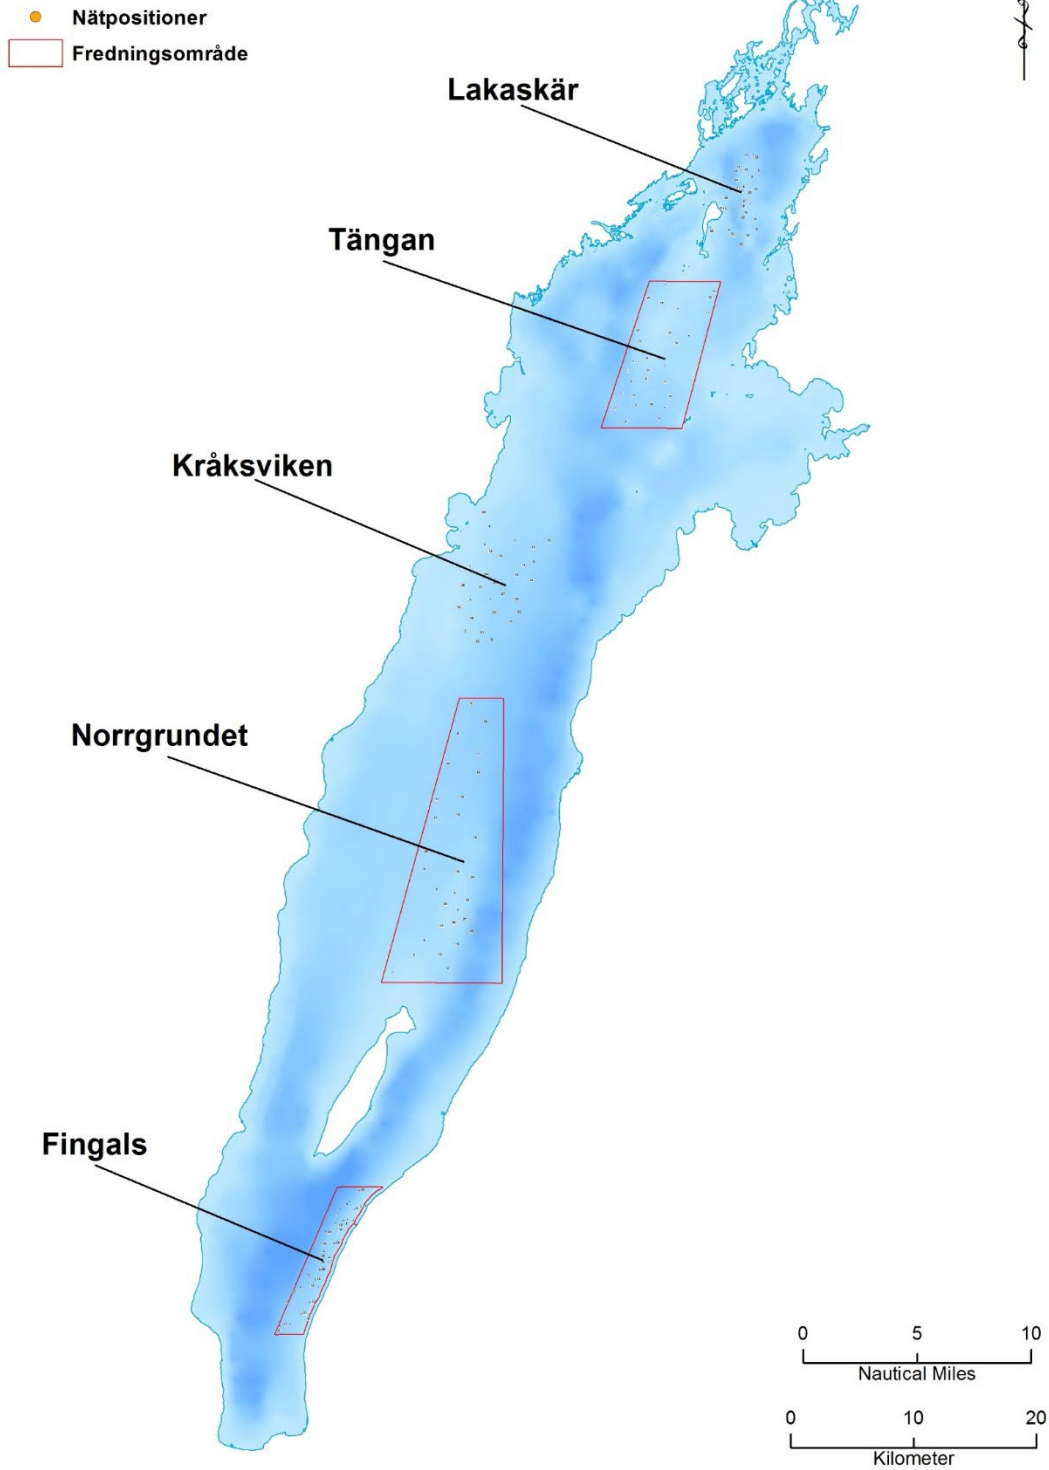 Nätpositioner
Fredningsområde
Lakaskär
Tängan
Kråksviken
Norrgrundet
Fingals
0 5 10
Nautical Miles
0 10 20
Kilometer